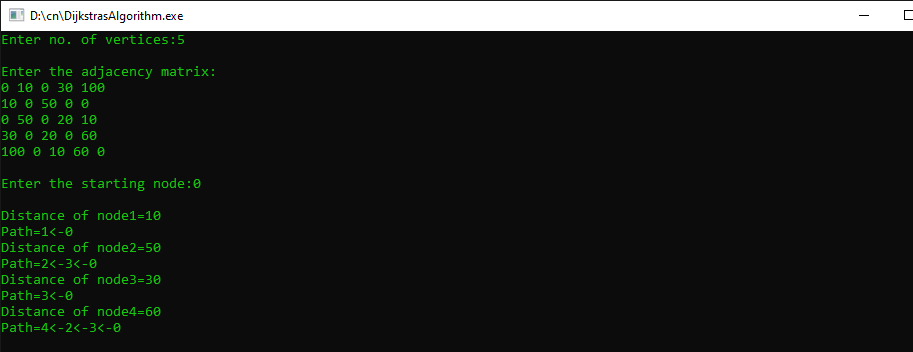 D:\cn\DijkstrasAlgorithm.exe
Enter no. of vertices:5
Enter the adjacency matrix:
0 10 0 30 100
10 0 50 0 0
0 50 0 20 10
30 0 20 0 60
100 0 10 60 0
Enter the starting node:0
Distance of node1=10
Path=1<-0
Distance of node2=50
Path=2<-3<-0
Distance of node3=30
Path=3<-0
Distance of node4=60
Path=4<-2<-3<-0